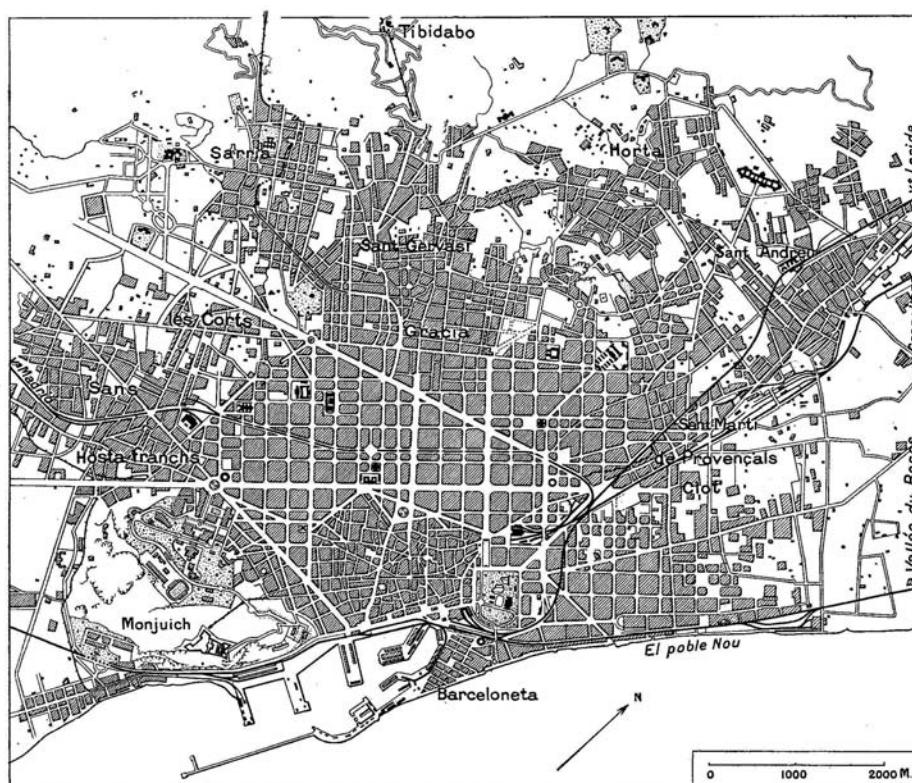 Tibidabo
Sarriá
Horta
Sant Gervasi
Sant Andreu
les Corts
Gracia
Sans
Sant Martí
Hostafranchs
de Provençals
Clot
Monjuich
El poble Nou
Barceloneta
N
0 1000 2000 M.